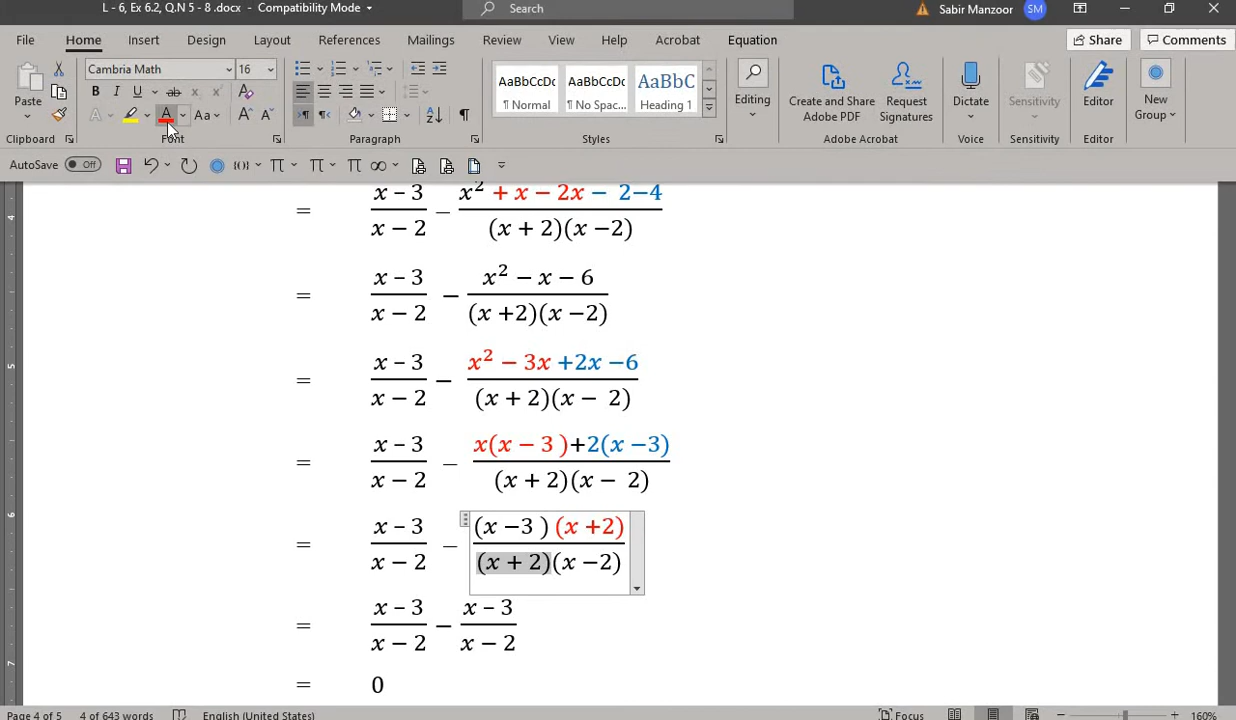 L - 6, Ex 6.2, Q.N 5 - 8 .docx - Compatibility Mode
Search
Sabir Manzoor SM
File Home Insert Design Layout References Mailings Review View Help Acrobat Equation Share Comments
Cambria Math 16
Paste
B I U ab x x
A A Aa A A
AaBbCcDc AaBbCcDc AaBbC
¶ Normal ¶ No Spac... Heading 1
Editing
Create and Share Adobe PDF
Request Signatures
Dictate
Sensitivity
Editor
New Group
Clipboard Font Paragraph Styles Adobe Acrobat Voice Sensitivity Editor
AutoSave Off
= (x – 3)/(x – 2) – (x² + x – 2x – 2–4)/((x + 2)(x –2))
= (x – 3)/(x – 2) – (x² – x – 6)/((x +2)(x –2))
= (x – 3)/(x – 2) – (x² – 3x +2x –6)/((x + 2)(x – 2))
= (x – 3)/(x – 2) – (x(x – 3 )+2(x –3))/((x + 2)(x – 2))
= (x – 3)/(x – 2) – ((x –3 ) (x +2))/((x + 2)(x –2))
= (x – 3)/(x – 2) – (x – 3)/(x – 2)
= 0
Page 4 of 5 4 of 643 words English (United States) Focus 160%